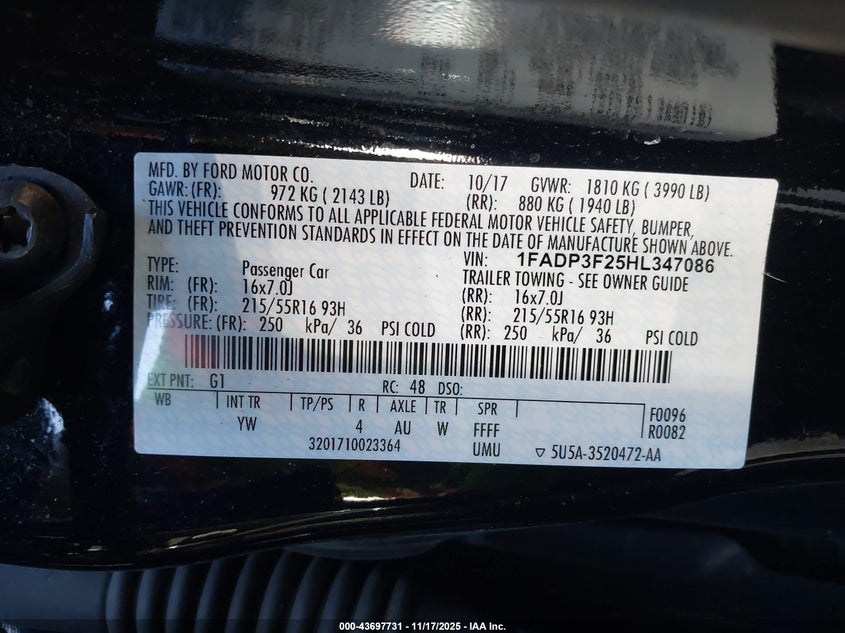 MFD. BY FORD MOTOR CO. DATE: 10/17 GVWR: 1810 KG ( 3990 LB)
GAWR: (FR): 972 KG ( 2143 LB) (RR): 880 KG ( 1940 LB)
THIS VEHICLE CONFORMS TO ALL APPLICABLE FEDERAL MOTOR VEHICLE SAFETY, BUMPER,
AND THEFT PREVENTION STANDARDS IN EFFECT ON THE DATE OF MANUFACTURE SHOWN ABOVE.
VIN: 1FADP3F25HL347086
TYPE: Passenger Car TRAILER TOWING - SEE OWNER GUIDE
RIM: (FR): 16x7.0J (RR): 16x7.0J
TIRE: (FR): 215/55R16 93H (RR): 215/55R16 93H
PRESSURE: (FR): 250 kPa/ 36 PSI COLD (RR): 250 kPa/ 36 PSI COLD
EXT PNT: G1 RC: 48 DSO:
WB INT TR TP/PS R AXLE TR SPR F0096
YW 4 AU W FFFF R0082
3201710023364 UMU ▽ 5U5A-3520472-AA
000-43697731 - 11/17/2025 - IAA Inc.